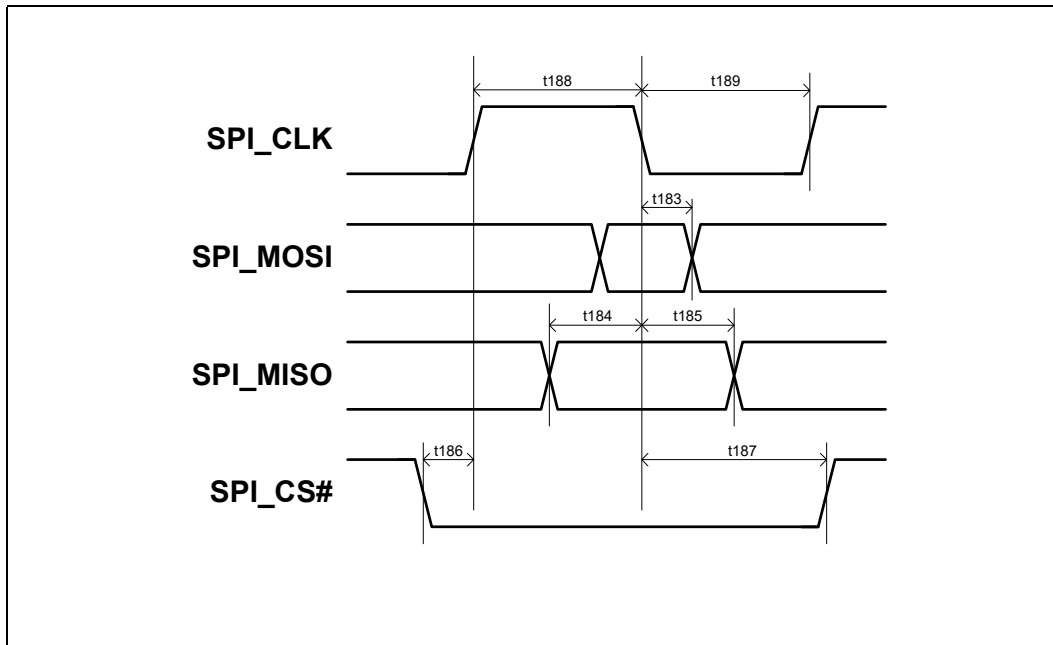 t188 t189
SPI_CLK
t183
SPI_MOSI
t184 t185
SPI_MISO
t186 t187
SPI_CS#